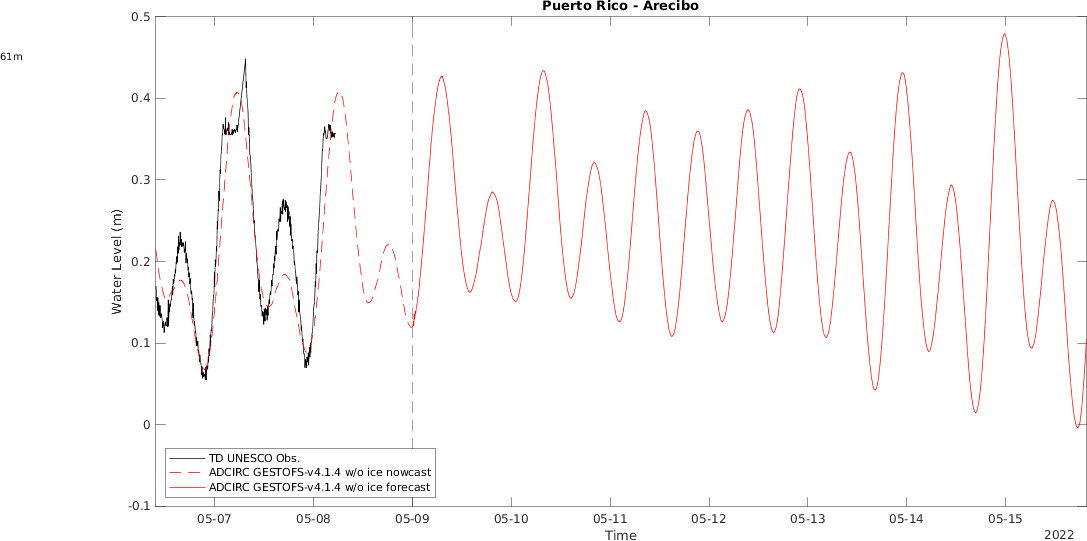 Puerto Rico - Arecibo
61m
0.5
0.4
0.3
0.2
0.1
0
-0.1
Water Level (m)
TD UNESCO Obs.
ADCIRC GESTOFS-v4.1.4 w/o ice nowcast
ADCIRC GESTOFS-v4.1.4 w/o ice forecast
05-07 05-08 05-09 05-10 05-11 05-12 05-13 05-14 05-15
Time
2022